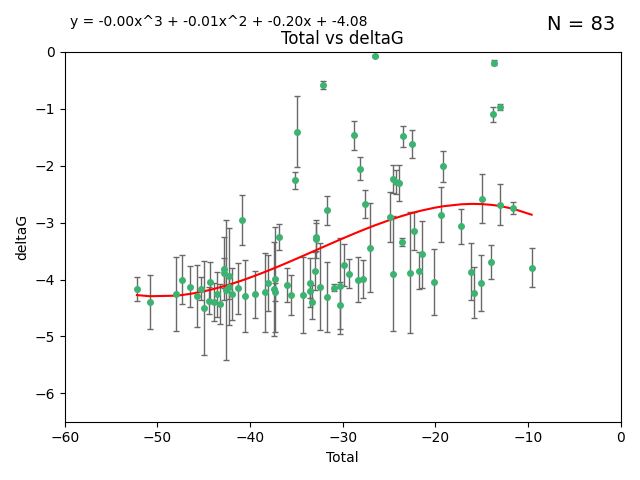 y = -0.00x^3 + -0.01x^2 + -0.20x + -4.08
N = 83
Total vs deltaG
0
−1
−2
−3
−4
−5
−6
deltaG
−60
−50
−40
−30
−20
−10
0
Total